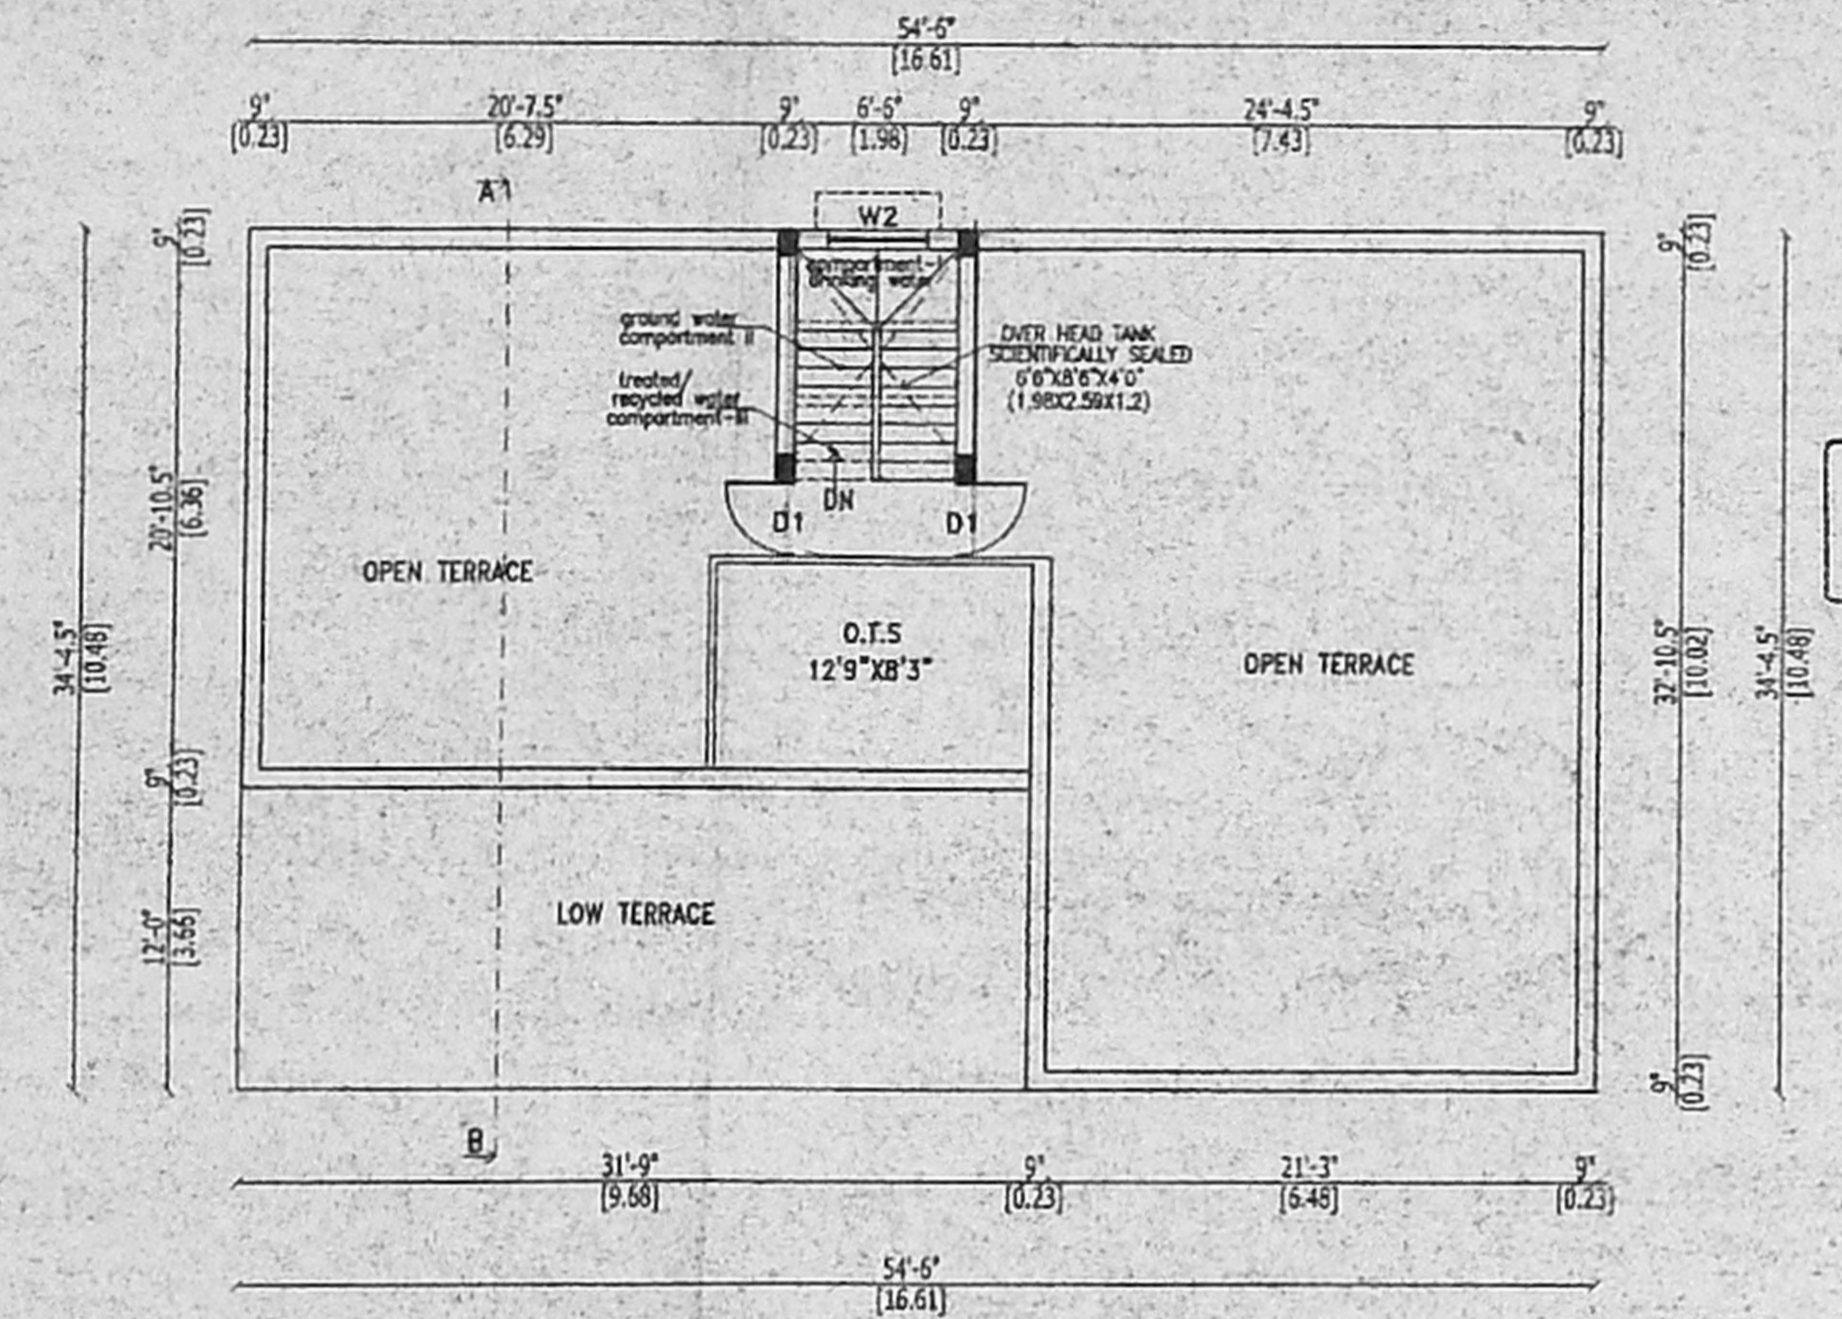 54'-6"
[16.61]
9" 20'-7.5" 9" 6'-6" 9" 24'-4.5" 9"
[0.23] [6.29] [0.23] [1.98] [0.23] [7.43] [0.23]
A
W2
9"
[0.23]
9"
[0.23]
compartment-I
drinking water
ground water
compartment II
OVER HEAD TANK
SCIENTIFICALLY SEALED
6'6"X8'6"X4'0"
(1.98X2.59X1.2)
treated/
recycled water
compartment-III
DN
D1 D1
20'-10.5"
[6.36]
OPEN TERRACE
O.T.S
12'9"X8'3"
OPEN TERRACE
34'-4.5"
[10.48]
32'-10.5"
[10.02]
34'-4.5"
[10.48]
9"
[0.23]
LOW TERRACE
12'-0"
[3.66]
9"
[0.23]
B
31'-9" 9" 21'-3" 9"
[9.68] [0.23] [6.48] [0.23]
54'-6"
[16.61]